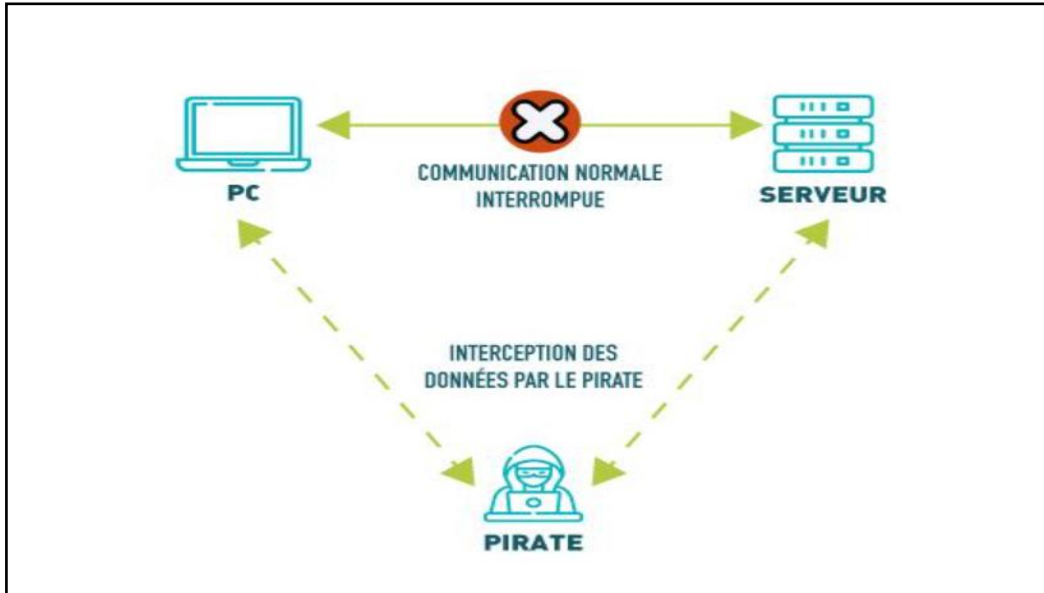 PC
COMMUNICATION NORMALE
INTERROMPUE
SERVEUR
INTERCEPTION DES
DONNÉES PAR LE PIRATE
PIRATE